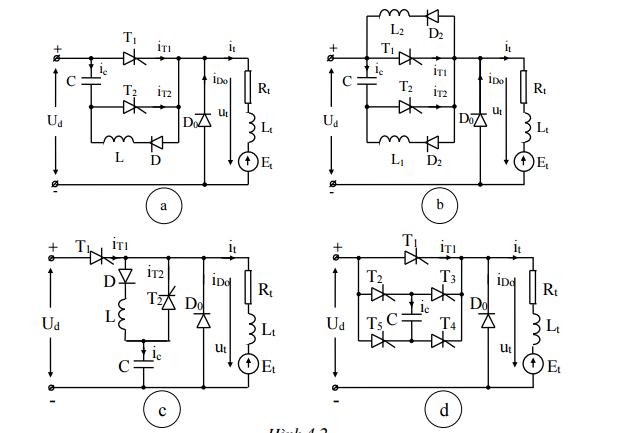 T1 iT1 it
+
C ic
T2 iT2
iDo
Rt
Ud
D0
ut
Lt
L D
Et
-
a
L2 D2
+
T1 it
C ic
iT1
T2 iT2
iDo
Rt
Ud
D0
ut
Lt
L1 D2
Et
-
b
+
T1 iT1 it
D
iT2
iDo
Rt
L
T2
D0
Ud
Lt
ic
ut
C
Et
-
c
+
T1 iT1 it
T2 T3
iDo
Rt
ic
C
D0
Ud
T5 T4
Lt
ut
Et
-
d